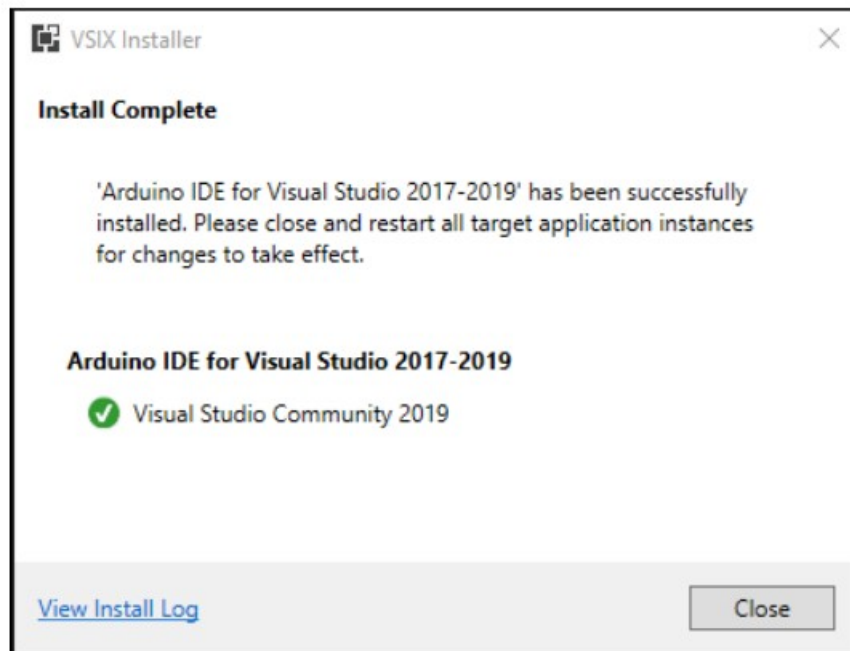 VSIX Installer
Install Complete
'Arduino IDE for Visual Studio 2017-2019' has been successfully
installed. Please close and restart all target application instances
for changes to take effect.
Arduino IDE for Visual Studio 2017-2019
Visual Studio Community 2019
View Install Log
Close